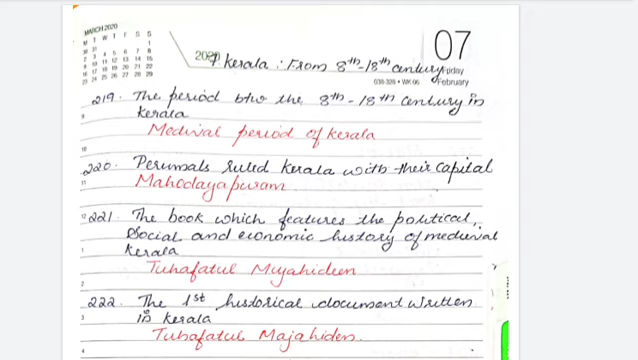 MARCH 2020
M T W T F S S
2020
07
Friday
February
038-328 • WK 06
Kerala : From 8th - 18th century
219. The period btw the 8th - 18th century in
kerala
Medival period of kerala
220. Perumals ruled kerala with their capital
Mahodayapuram
221. The book which features the political,
social and economic history of medieval
kerala
Tuhafatul Mujahideen
222. The 1st historical document written
in kerala
Tuhafatul Majahiden.